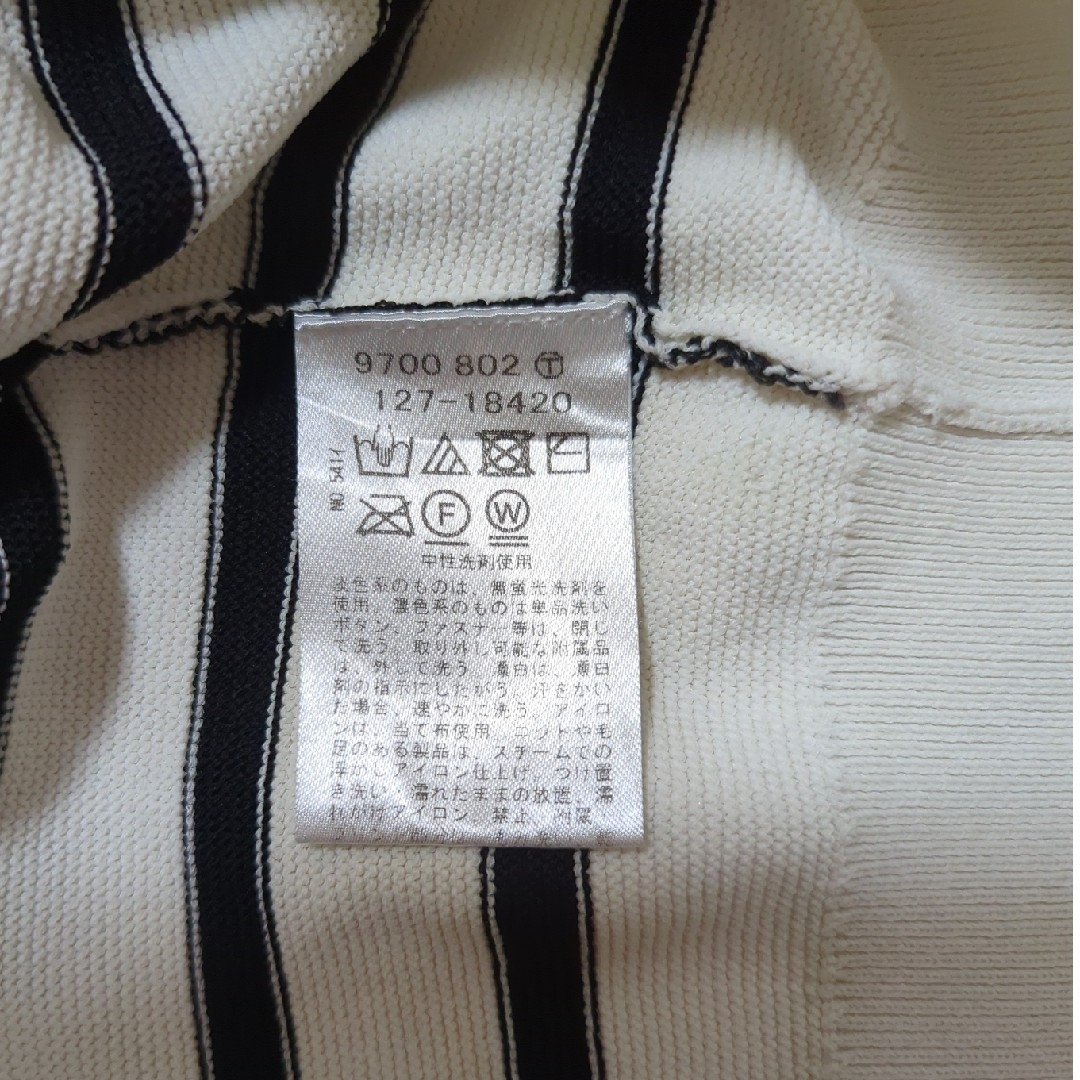 9700 802 Ⓣ
127-18420
NO 5417
F W
中性洗剤使用
淡色系のものは、無蛍光洗剤を
使用。濃色系のものは単品洗い
ボタン、ファスナー等は、閉じ
て洗う。取り外し可能な附属品
は、外して洗う。漂白は、漂白
剤の指示にしたがう。汗をかい
た場合、速やかに洗う。アイロ
ンは、当て布使用。ニットや毛
足のある製品は、スチームでの
浮かしアイロン仕上げ。つけ置
き洗い、濡れたままの放置、濡
れがけアイロン、禁止。附属